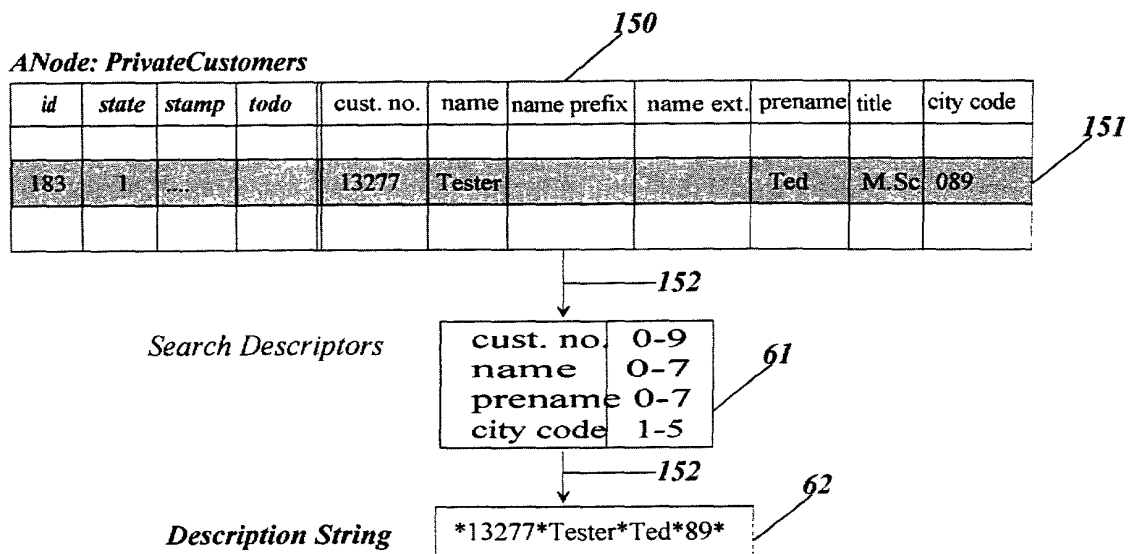 150
ANode: PrivateCustomers
id state stamp todo cust. no. name name prefix name ext. prename title city code
151
183 1 .... 13277 Tester Ted M.Sc 089
152
Search Descriptors
cust. no. 0-9
name 0-7
prename 0-7
city code 1-5
61
152
62
Description String
*13277*Tester*Ted*89*